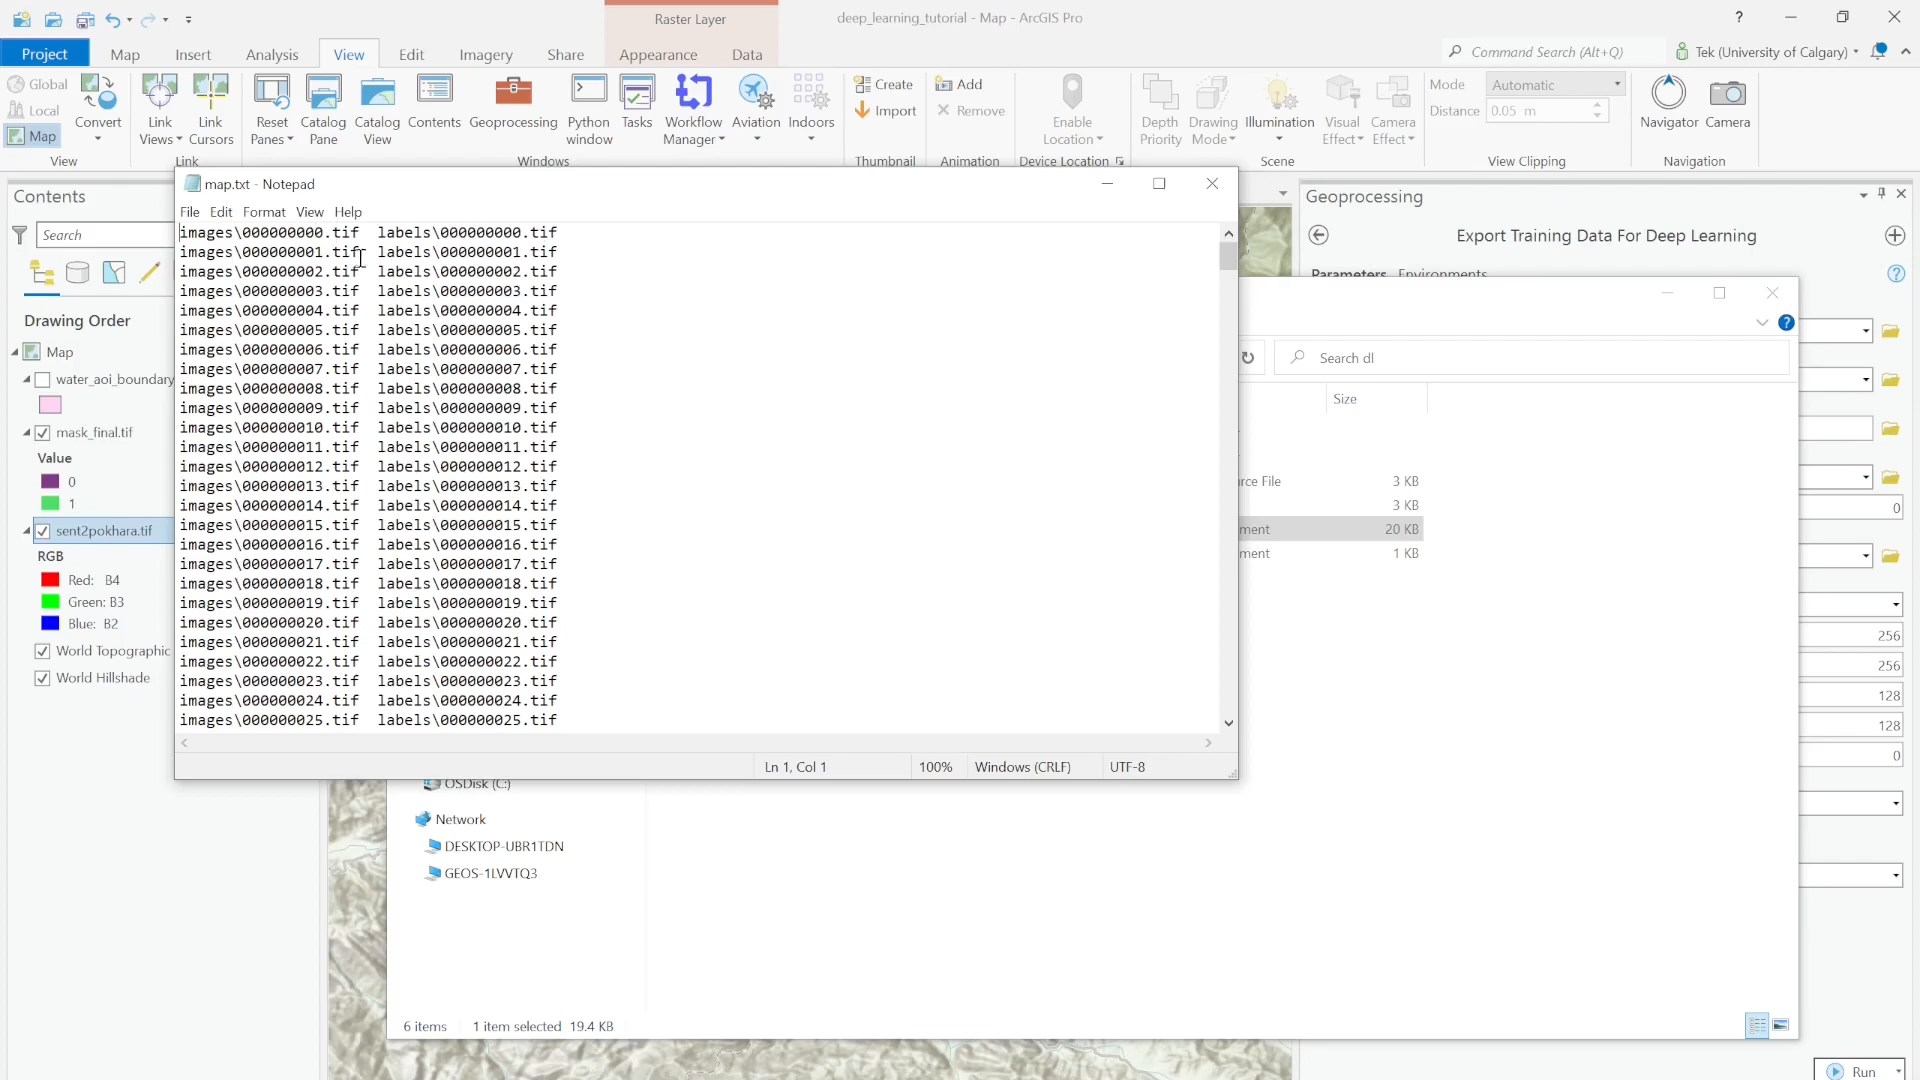 Raster Layer
deep_learning_tutorial - Map - ArcGIS Pro
?
Project Map Insert Analysis View Edit Imagery Share Appearance Data
Command Search (Alt+Q)
Tek (University of Calgary)
Global
Local
Map
Convert
View
Link Views
Link Cursors
Link
Reset Panes
Catalog Pane
Catalog View
Contents
Geoprocessing
Python window
Tasks
Workflow Manager
Aviation
Indoors
Windows
Create
Import
Thumbnail
Add
Remove
Animation
Enable Location
Device Location
Depth Priority
Drawing Mode
Illumination
Visual Effect
Camera Effect
Scene
Mode Automatic
Distance 0.05 m
View Clipping
Navigator
Camera
Navigation
Contents
Search
Drawing Order
Map
water_aoi_boundary
mask_final.tif
Value
0
1
sent2pokhara.tif
RGB
Red: B4
Green: B3
Blue: B2
World Topographic
World Hillshade
map.txt - Notepad
File Edit Format View Help
images\000000000.tif labels\000000000.tif
images\000000001.tif labels\000000001.tif
images\000000002.tif labels\000000002.tif
images\000000003.tif labels\000000003.tif
images\000000004.tif labels\000000004.tif
images\000000005.tif labels\000000005.tif
images\000000006.tif labels\000000006.tif
images\000000007.tif labels\000000007.tif
images\000000008.tif labels\000000008.tif
images\000000009.tif labels\000000009.tif
images\000000010.tif labels\000000010.tif
images\000000011.tif labels\000000011.tif
images\000000012.tif labels\000000012.tif
images\000000013.tif labels\000000013.tif
images\000000014.tif labels\000000014.tif
images\000000015.tif labels\000000015.tif
images\000000016.tif labels\000000016.tif
images\000000017.tif labels\000000017.tif
images\000000018.tif labels\000000018.tif
images\000000019.tif labels\000000019.tif
images\000000020.tif labels\000000020.tif
images\000000021.tif labels\000000021.tif
images\000000022.tif labels\000000022.tif
images\000000023.tif labels\000000023.tif
images\000000024.tif labels\000000024.tif
images\000000025.tif labels\000000025.tif
Ln 1, Col 1 100% Windows (CRLF) UTF-8
Search dl
Size
rce File 3 KB
3 KB
ment 20 KB
ment 1 KB
OSDisk (C:)
Network
DESKTOP-UBR1TDN
GEOS-1LVVTQ3
6 items 1 item selected 19.4 KB
Geoprocessing
Export Training Data For Deep Learning
Parameters Environments
?
?
0
256
256
128
128
0
Run